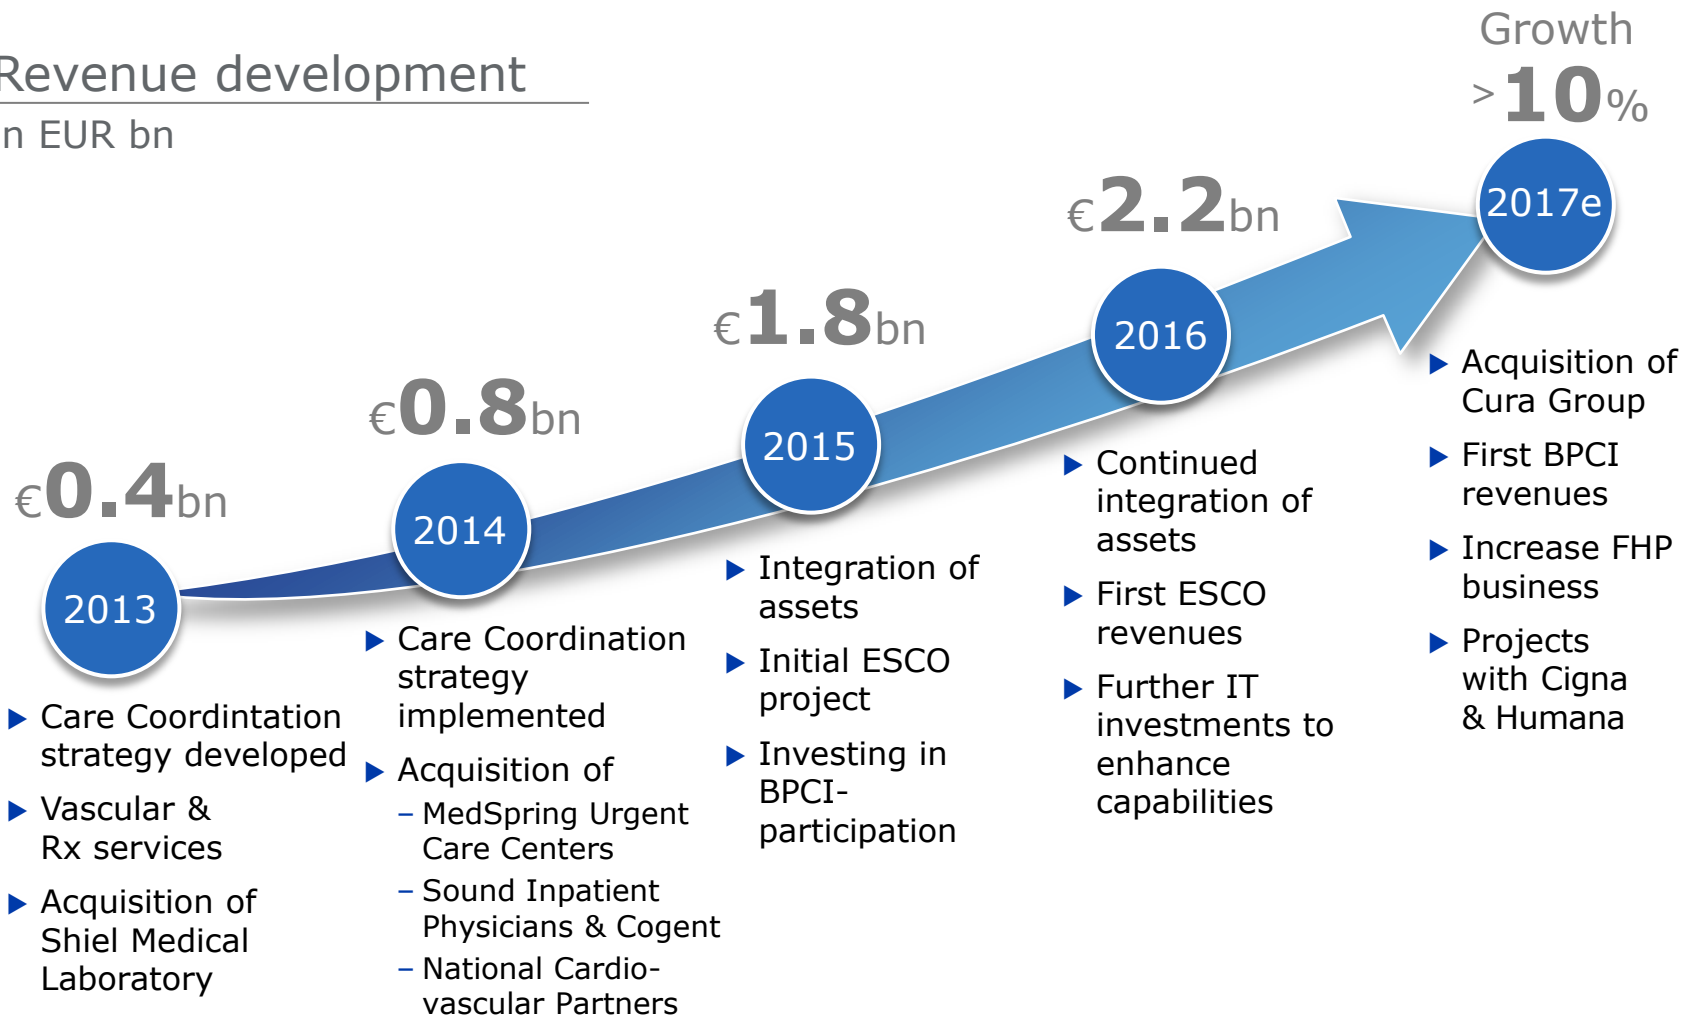 Revenue development
n EUR bn
Growth
>10%
2017e
€2.2bn
2016
€1.8bn
2015
€0.8bn
2014
€0.4bn
2013
▶ Care Coordintation
strategy developed
▶ Vascular &
Rx services
▶ Acquisition of
Shiel Medical
Laboratory
▶ Care Coordination
strategy
implemented
▶ Acquisition of
– MedSpring Urgent
Care Centers
– Sound Inpatient
Physicians & Cogent
– National Cardio-
vascular Partners
▶ Integration of
assets
▶ Initial ESCO
project
▶ Investing in
BPCI-
participation
▶ Continued
integration of
assets
▶ First ESCO
revenues
▶ Further IT
investments to
enhance
capabilities
▶ Acquisition of
Cura Group
▶ First BPCI
revenues
▶ Increase FHP
business
▶ Projects
with Cigna
& Humana